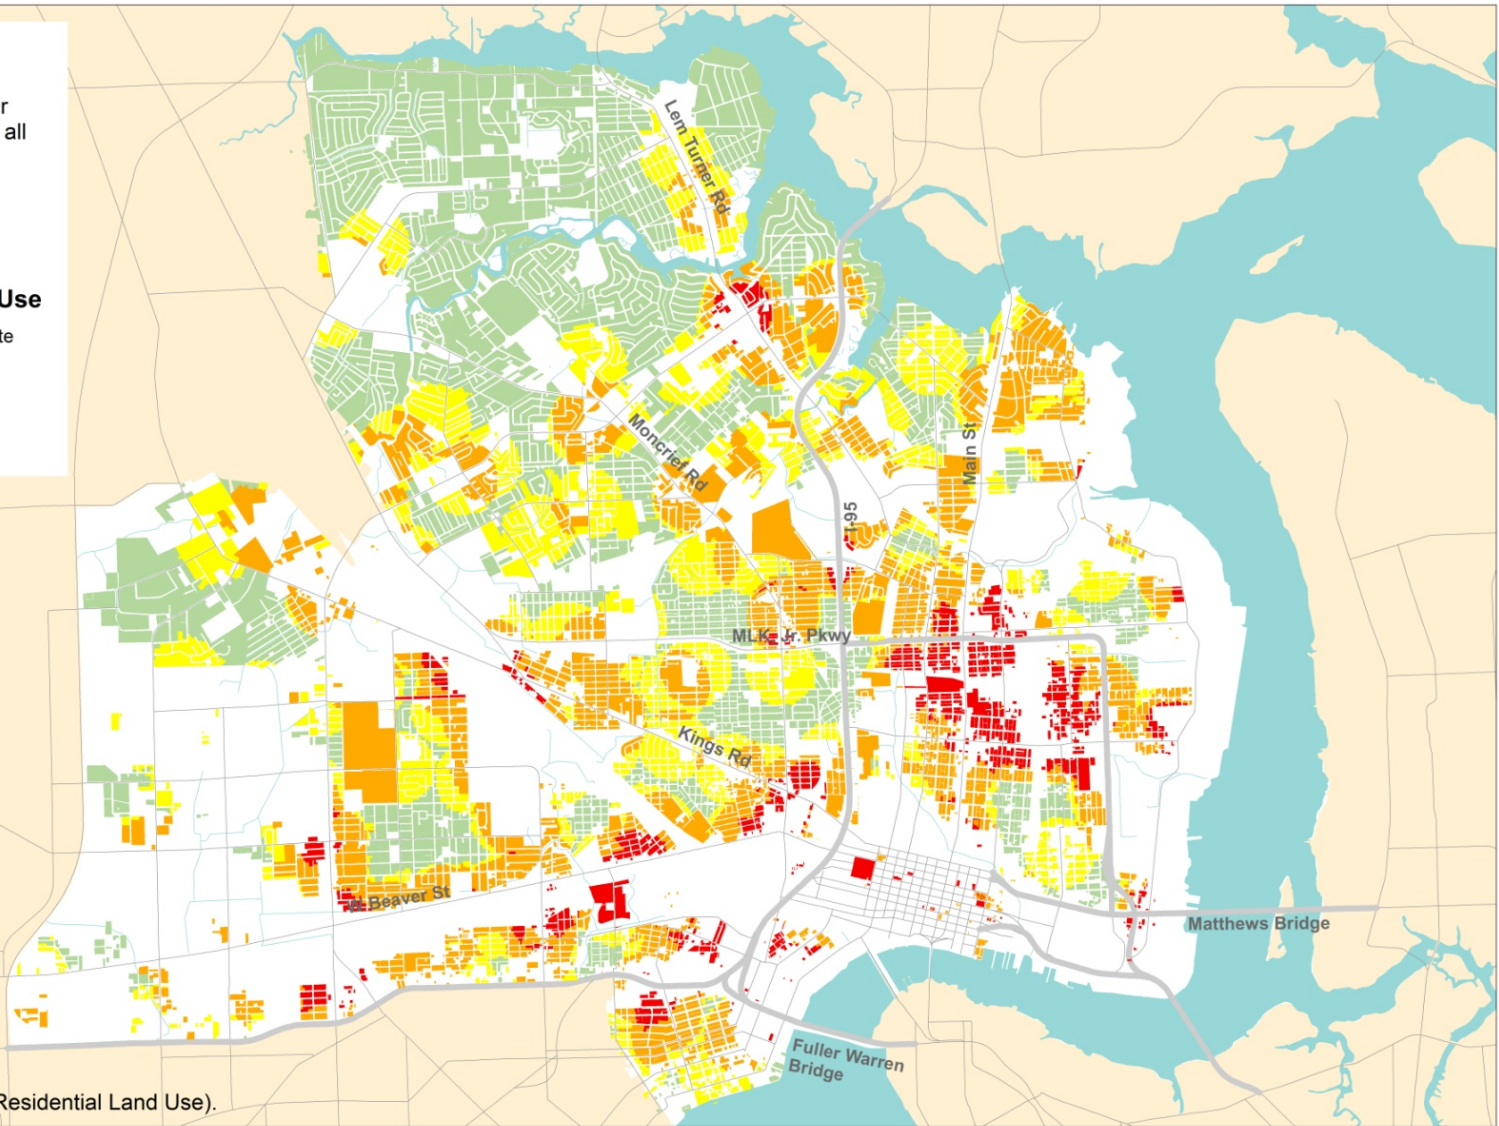 r
all
Use
te
Lem Turner Rd
Main St
Moncrief Rd
I-95
MLK, Jr. Pkwy
Kings Rd
W Beaver St
Matthews Bridge
Fuller Warren
Bridge
Residential Land Use).